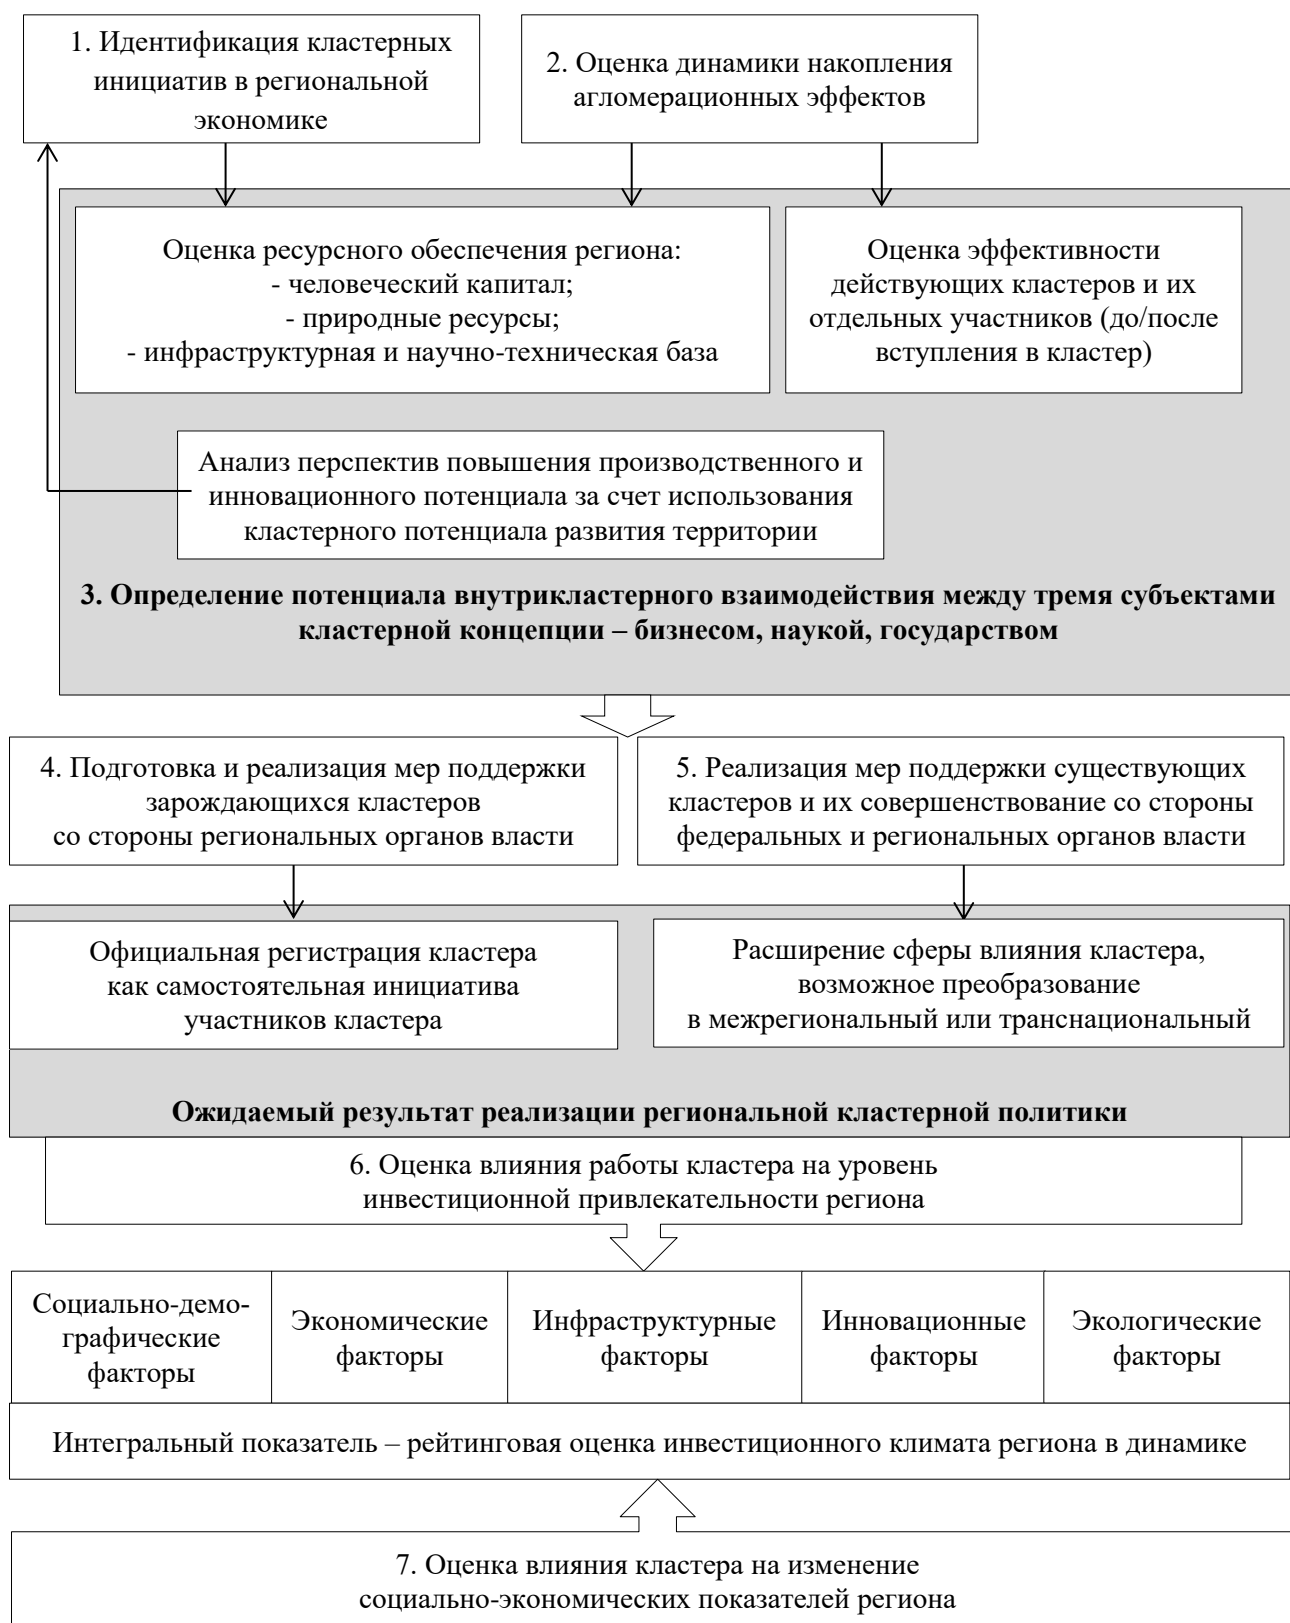 1. Идентификация кластерных
инициатив в региональной
экономике
2. Оценка динамики накопления
агломерационных эффектов
Оценка ресурсного обеспечения региона:
- человеческий капитал;
- природные ресурсы;
- инфраструктурная и научно-техническая база
Оценка эффективности
действующих кластеров и их
отдельных участников (до/после
вступления в кластер)
Анализ перспектив повышения производственного и
инновационного потенциала за счет использования
кластерного потенциала развития территории
3. Определение потенциала внутрикластерного взаимодействия между тремя субъектами
кластерной концепции – бизнесом, наукой, государством
4. Подготовка и реализация мер поддержки
зарождающихся кластеров
со стороны региональных органов власти
5. Реализация мер поддержки существующих
кластеров и их совершенствование со стороны
федеральных и региональных органов власти
Официальная регистрация кластера
как самостоятельная инициатива
участников кластера
Расширение сферы влияния кластера,
возможное преобразование
в межрегиональный или транснациональный
Ожидаемый результат реализации региональной кластерной политики
6. Оценка влияния работы кластера на уровень
инвестиционной привлекательности региона
Социально-демо-
графические
факторы
Экономические
факторы
Инфраструктурные
факторы
Инновационные
факторы
Экологические
факторы
Интегральный показатель – рейтинговая оценка инвестиционного климата региона в динамике
7. Оценка влияния кластера на изменение
социально-экономических показателей региона